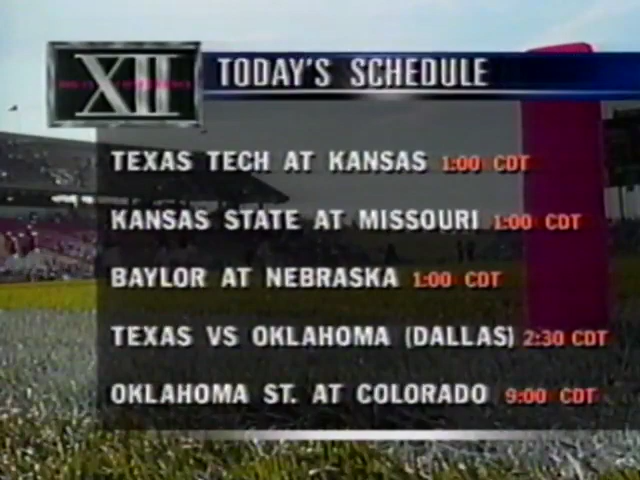 XII
TODAY'S SCHEDULE
TEXAS TECH AT KANSAS 1:00 CDT
KANSAS STATE AT MISSOURI 1:00 CDT
BAYLOR AT NEBRASKA 1:00 CDT
TEXAS VS OKLAHOMA (DALLAS) 2:30 CDT
OKLAHOMA ST. AT COLORADO 9:00 CDT